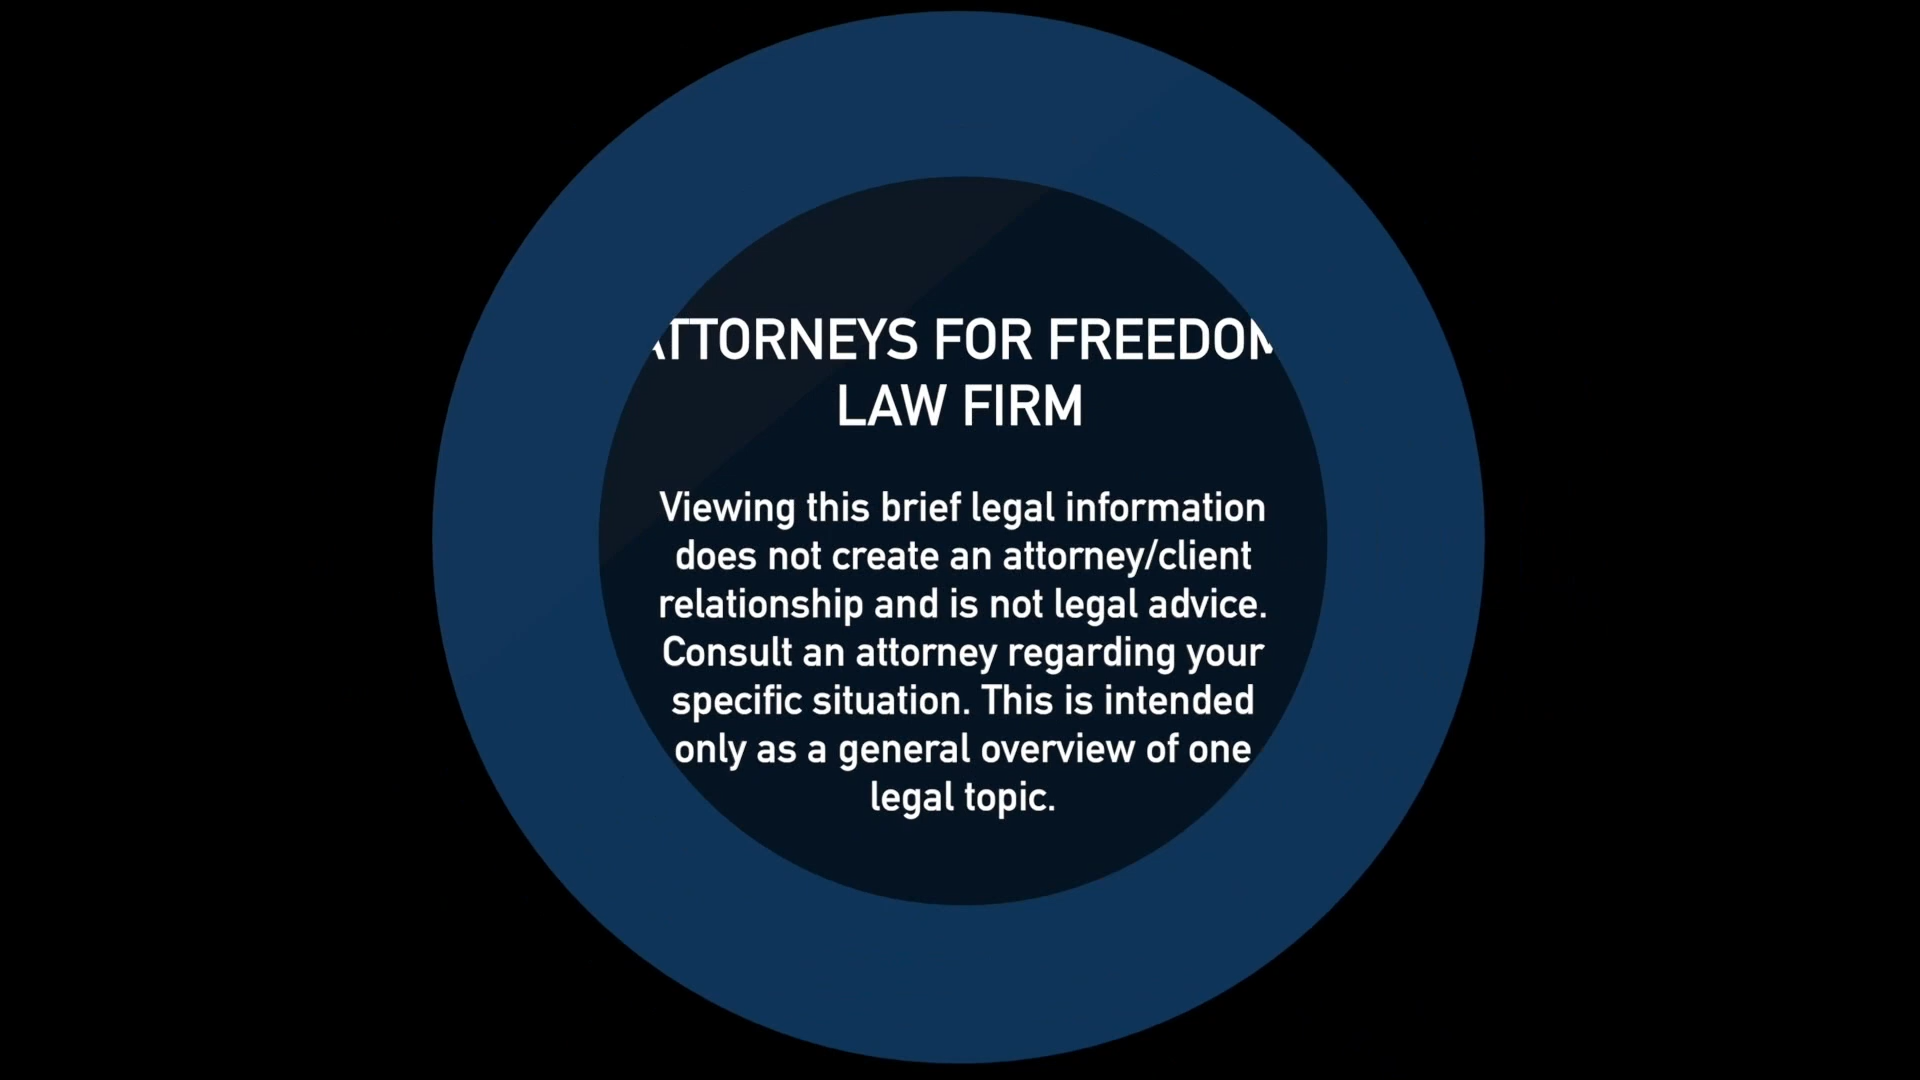 ATTORNEYS FOR FREEDOM
LAW FIRM
Viewing this brief legal information
does not create an attorney/client
relationship and is not legal advice.
Consult an attorney regarding your
specific situation. This is intended
only as a general overview of one
legal topic.